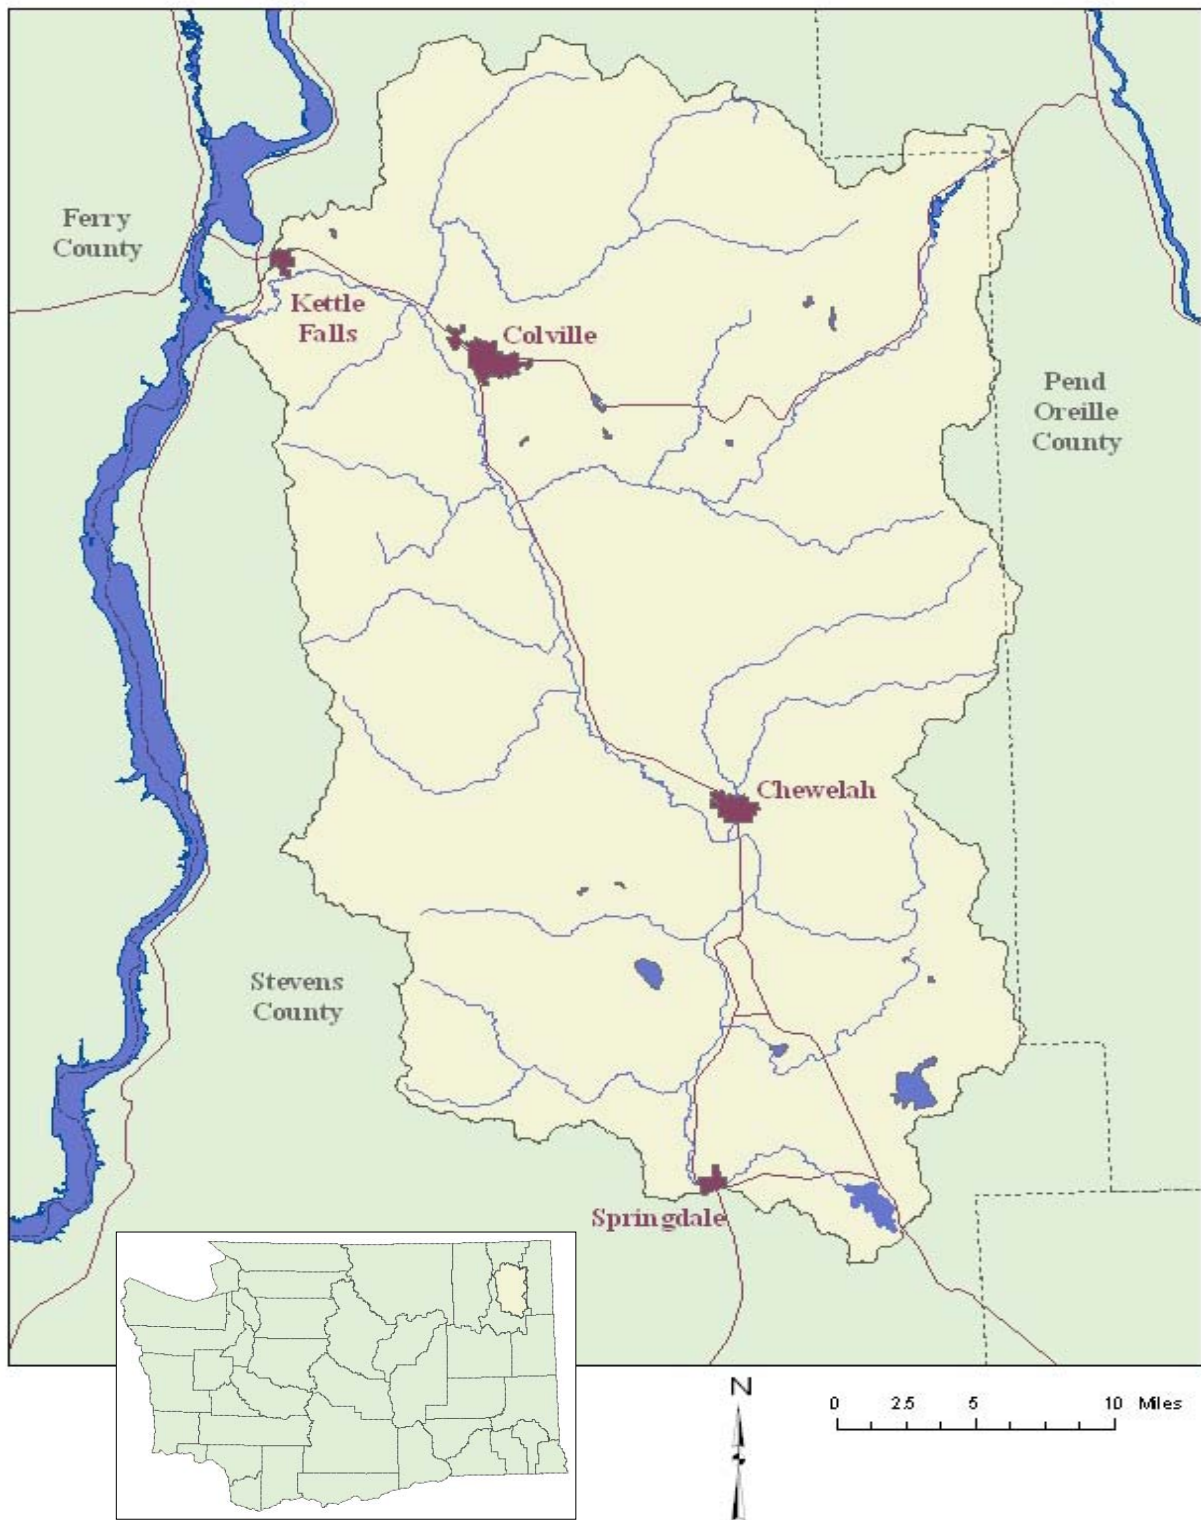 Ferry
County
Kettle
Falls
Colville
Pend
Oreille
County
Chewelah
Stevens
County
Springdale
N
0 2.5 5 10 Miles